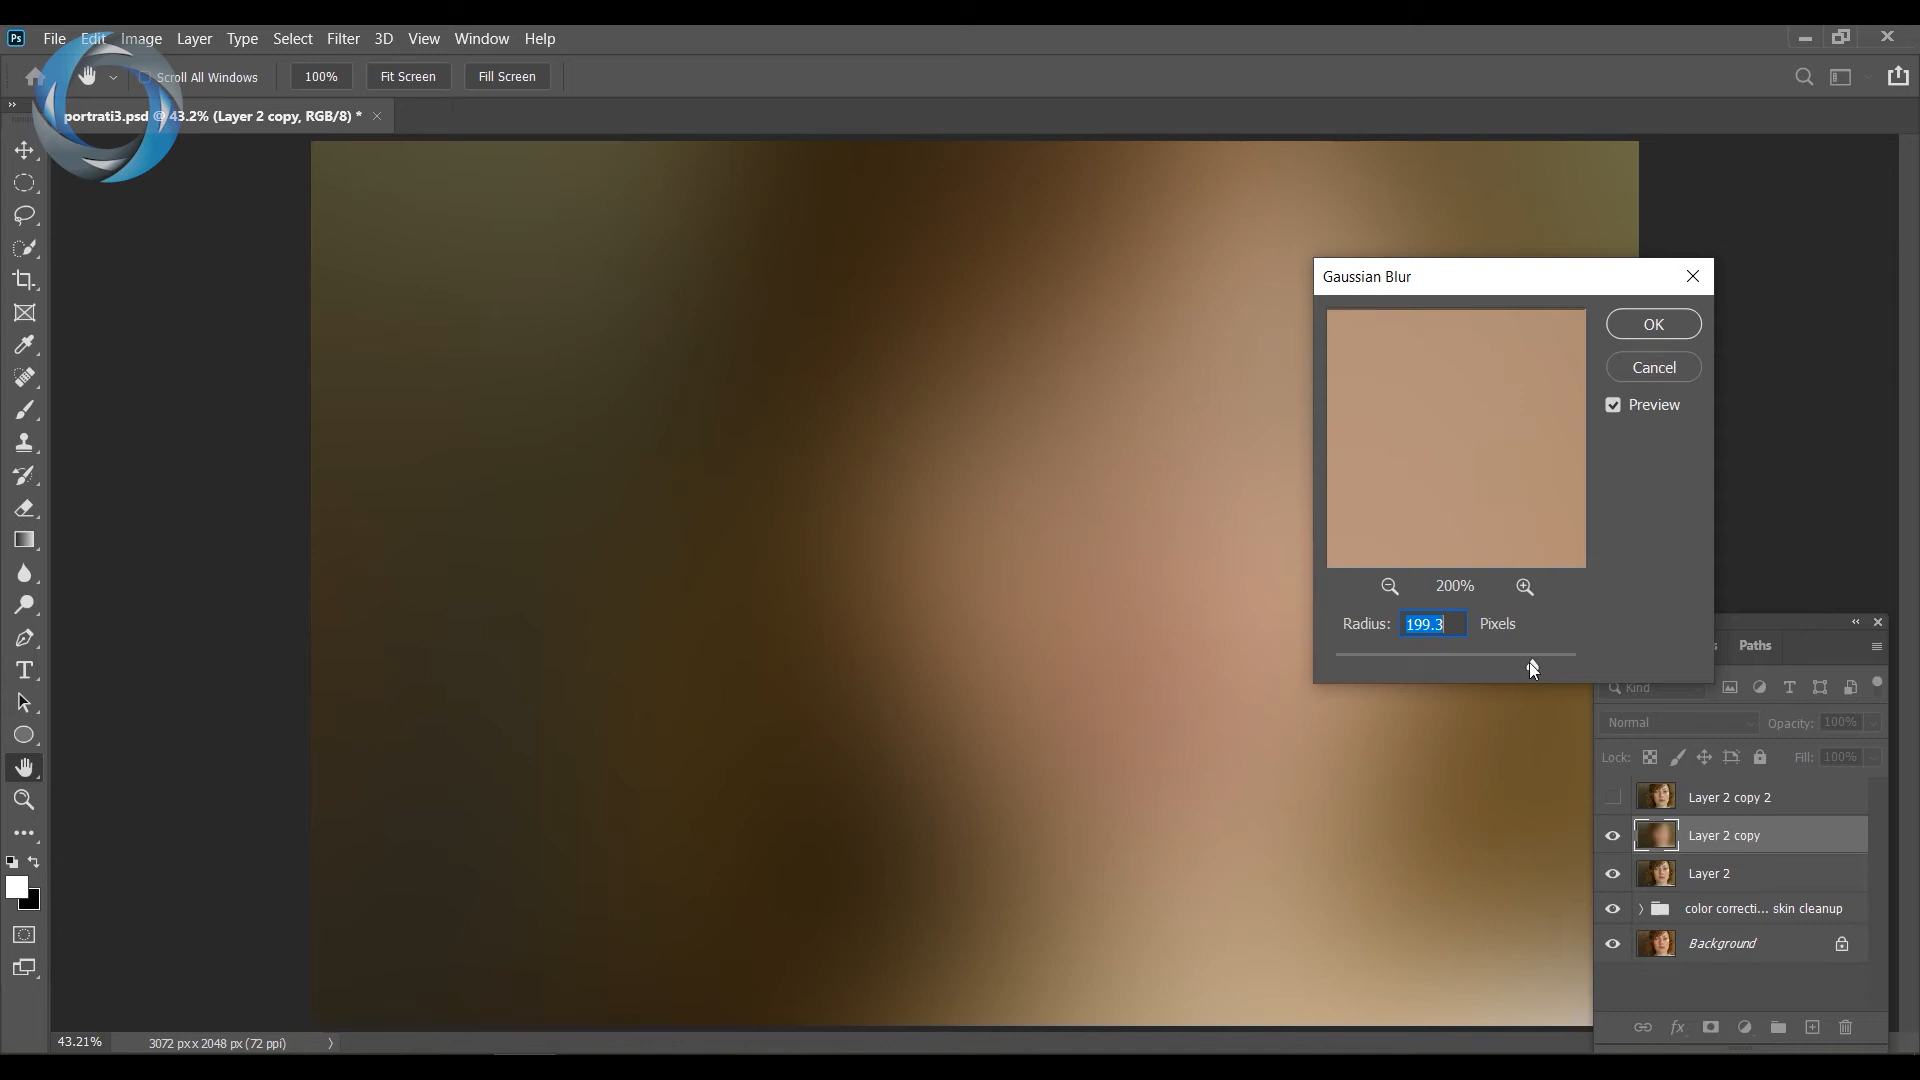 Ps File Edit Image Layer Type Select Filter 3D View Window Help
Scroll All Windows 100% Fit Screen Fill Screen
portrati3.psd @ 43.2% (Layer 2 copy, RGB/8) *
Gaussian Blur
OK
Cancel
Preview
200%
Radius: 199.3 Pixels
Paths
Kind
Normal Opacity: 100%
Lock: Fill: 100%
Layer 2 copy 2
Layer 2 copy
Layer 2
color correcti... skin cleanup
Background
43.21% 3072 px x 2048 px (72 ppi)